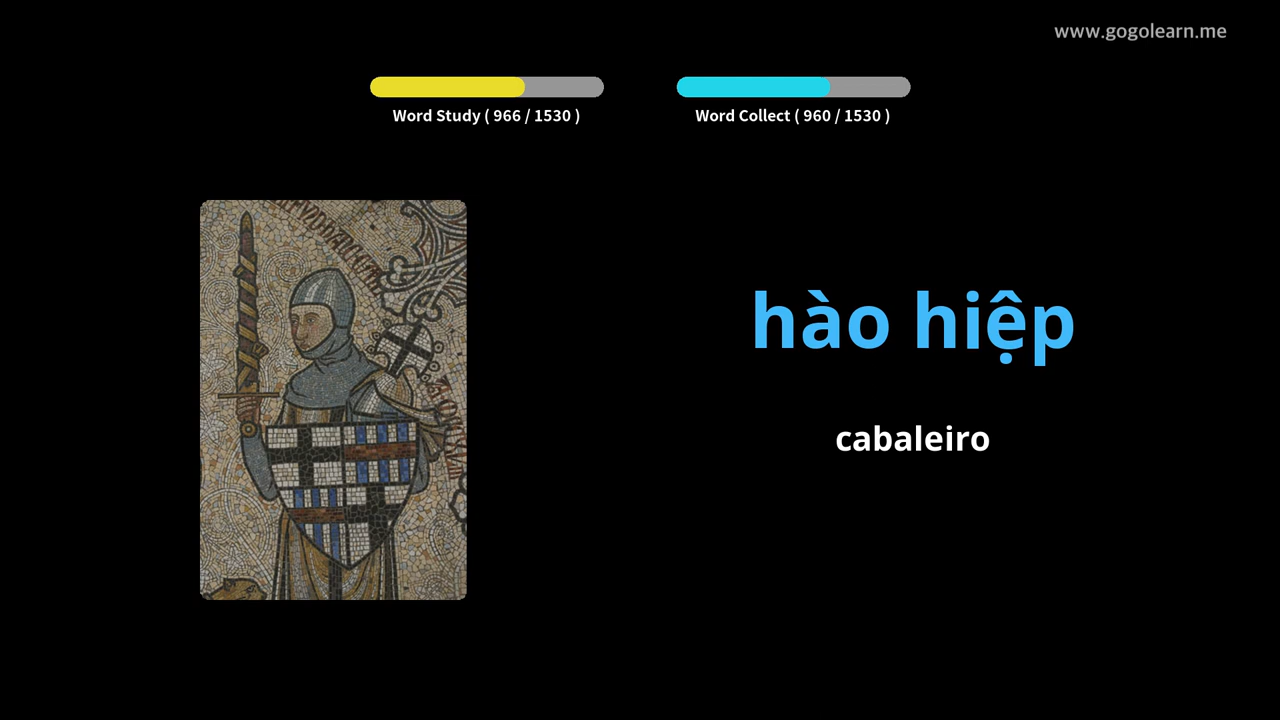 www.gogolearn.me
Word Study ( 966 / 1530 )
Word Collect ( 960 / 1530 )
hào hiệp
cabaleiro